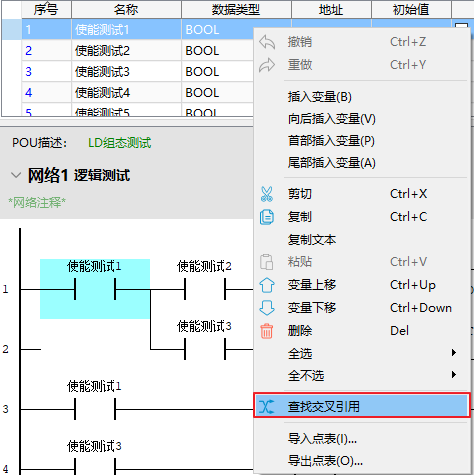 序号 名称 数据类型 地址 初始值
1 使能测试1 BOOL
2 使能测试2 BOOL
3 使能测试3 BOOL
4 使能测试4 BOOL
5 使能测试5 BOOL
撤销 Ctrl+Z
重做 Ctrl+Y
插入变量(B)
向后插入变量(V)
首部插入变量(P)
尾部插入变量(A)
剪切 Ctrl+X
复制 Ctrl+C
复制文本
粘贴 Ctrl+V
变量上移 Ctrl+Up
变量下移 Ctrl+Down
删除 Del
全选
全不选
查找交叉引用
导入点表(I)...
导出点表(O)...
POU描述： LD组态测试
网络1 逻辑测试
*网络注释*
使能测试1 使能测试2
1
使能测试3
2
使能测试1
3
使能测试3
4